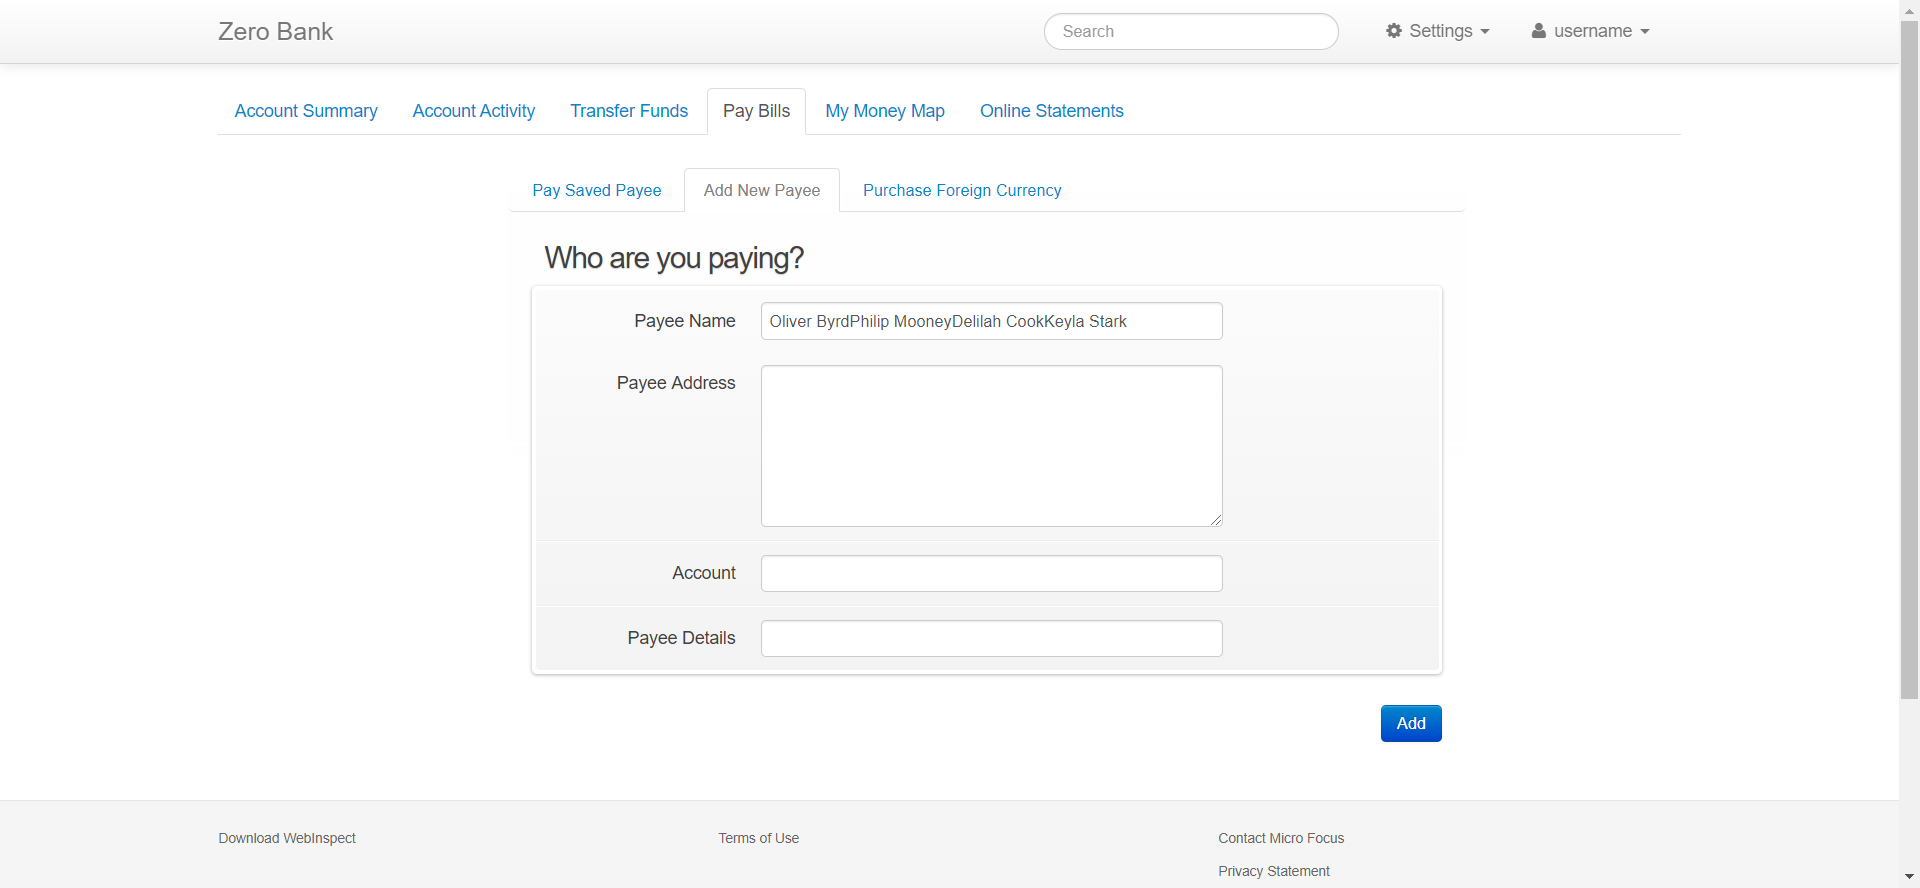 Zero Bank
Search
Settings
username
Account Summary
Account Activity
Transfer Funds
Pay Bills
My Money Map
Online Statements
Pay Saved Payee
Add New Payee
Purchase Foreign Currency
Who are you paying?
Payee Name
Oliver ByrdPhilip MooneyDelilah CookKeyla Stark
Payee Address
Account
Payee Details
Add
Download WebInspect
Terms of Use
Contact Micro Focus
Privacy Statement